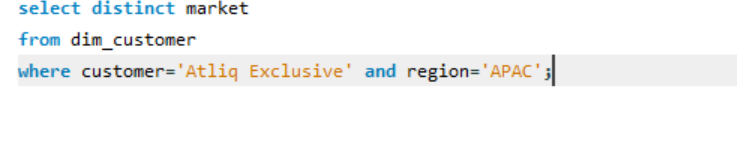 select distinct market
from dim_customer
where customer='Atliq Exclusive' and region='APAC';